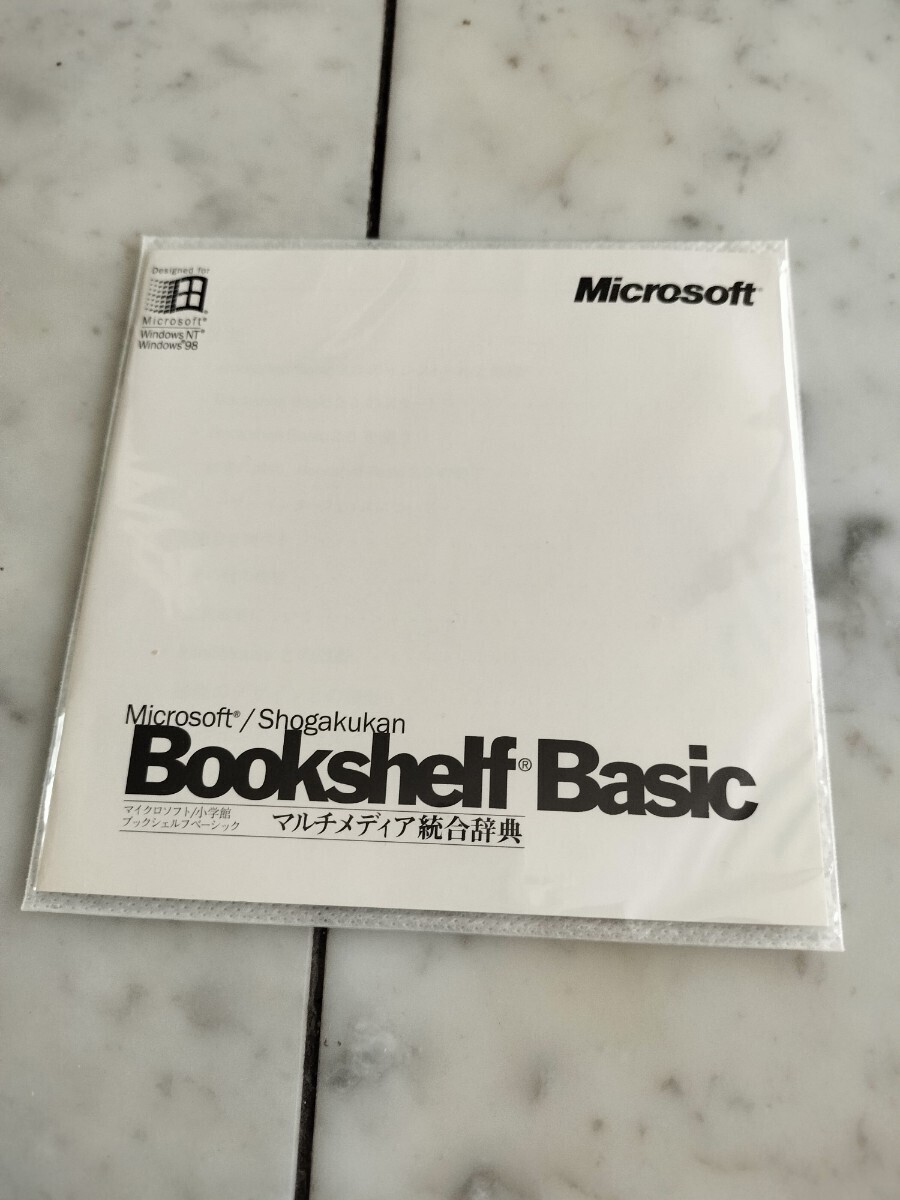 Designed for
Microsoft®
Windows NT®
Windows®98
Microsoft®
Microsoft®/Shogakukan
Bookshelf® Basic
マイクロソフト/小学館
ブックシェルフベーシック
マルチメディア統合辞典